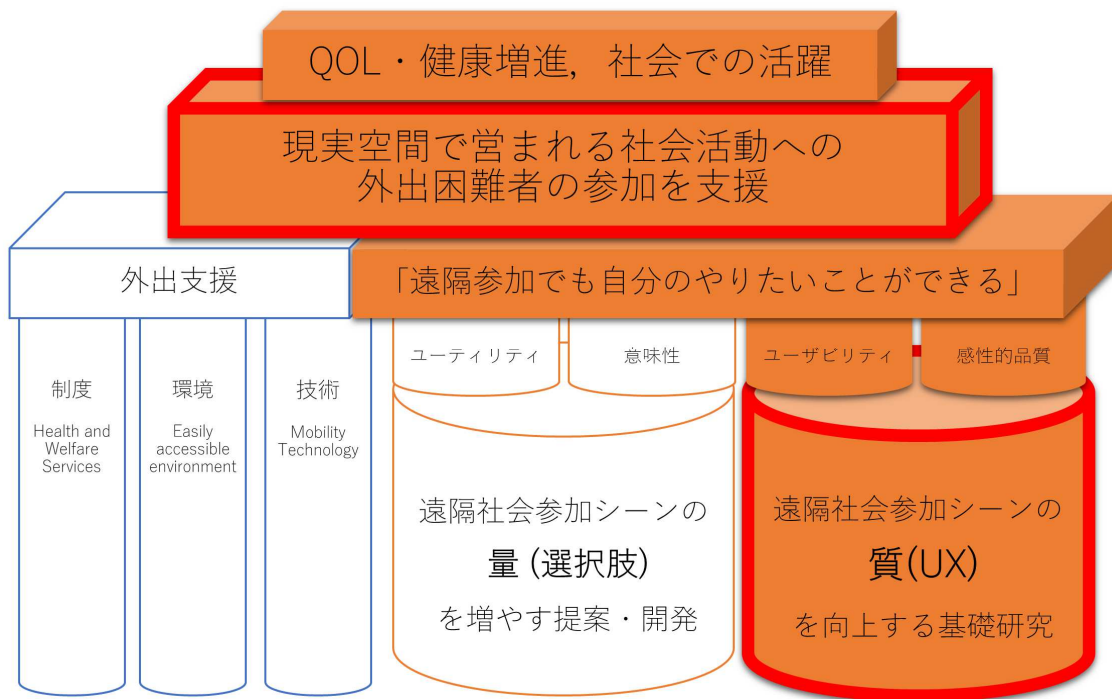 QOL・健康増進，社会での活躍
現実空間で営まれる社会活動への
外出困難者の参加を支援
外出支援
「遠隔参加でも自分のやりたいことができる」
制度
Health and
Welfare
Services
環境
Easily
accessible
environment
技術
Mobility
Technology
ユーティリティ
意味性
ユーザビリティ
感性的品質
遠隔社会参加シーンの
量 (選択肢)
を増やす提案・開発
遠隔社会参加シーンの
質(UX)
を向上する基礎研究